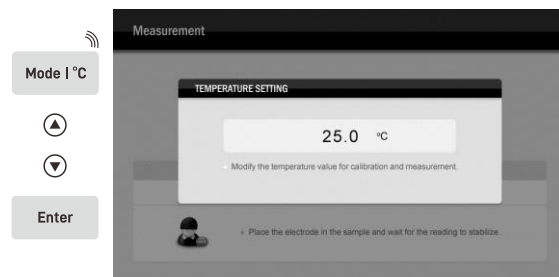 Measurement
Mode | °C
TEMPERATURE SETTING
25.0 °C
Modify the temperature value for calibration and measurement.
Enter
+ Place the electrode in the sample and wait for the reading to stabilize.